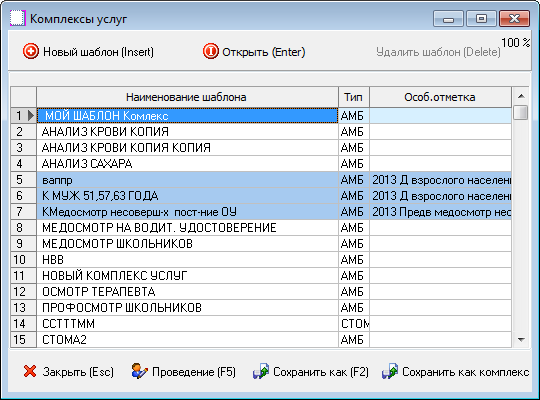 Комплексы услуг
Новый шаблон (Insert) Открыть (Enter) Удалить шаблон (Delete) 100 %
Наименование шаблона Тип Особ.отметка
1 МОЙ ШАБЛОН Комлекс АМБ
2 АНАЛИЗ КРОВИ КОПИЯ АМБ
3 АНАЛИЗ КРОВИ КОПИЯ КОПИЯ АМБ
4 АНАЛИЗ САХАРА АМБ
5 ваппр АМБ 2013 Д взрослого населени
6 К МУЖ 51,57,63 ГОДА АМБ 2013 Д взрослого населени
7 КМедосмотр несоверш-х пост-ние ОУ АМБ 2013 Предв медосмотр нес
8 МЕДОСМОТР НА ВОДИТ. УДОСТОВЕРЕНИЕ АМБ
9 МЕДОСМОТР ШКОЛЬНИКОВ АМБ
10 НВВ АМБ
11 НОВЫЙ КОМПЛЕКС УСЛУГ АМБ
12 ОСМОТР ТЕРАПЕВТА АМБ
13 ПРОФОСМОТР ШКОЛЬНИКОВ АМБ
14 ССТТТММ СТОМ
15 СТОМА2 АМБ
Закрыть (Esc) Проведение (F5) Сохранить как (F2) Сохранить как комплекс